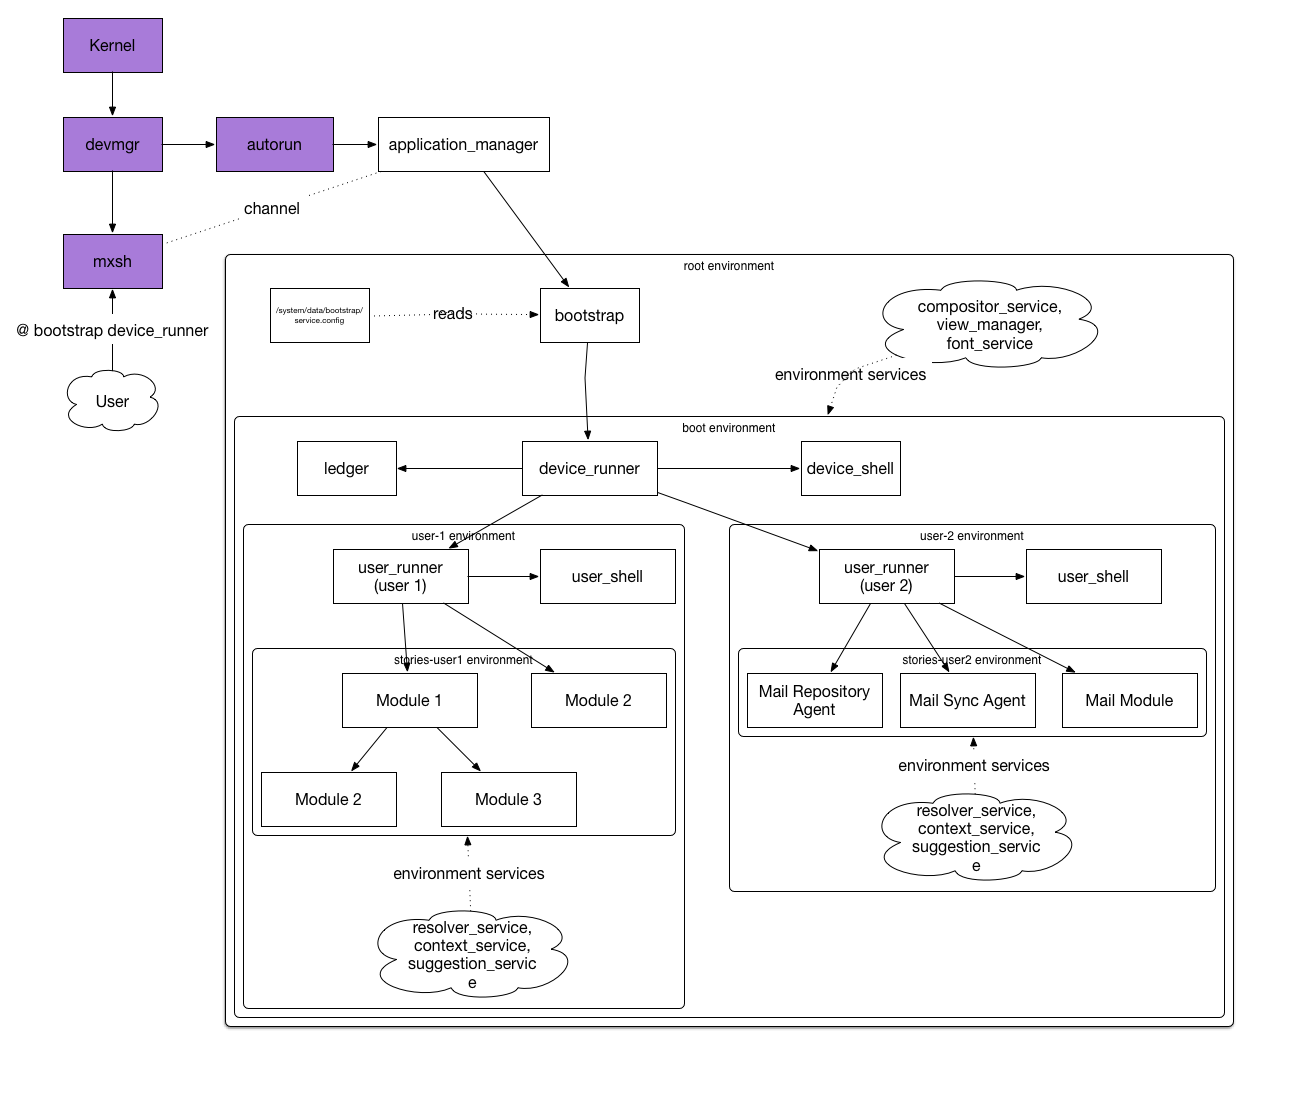 Kernel
devmgr
autorun
application_manager
channel
mxsh
root environment
/system/data/bootstrap/
service.config
reads
bootstrap
compositor_service,
view_manager,
font_service
@ bootstrap device_runner
environment services
User
boot environment
ledger
device_runner
device_shell
user-1 environment
user_runner
(user 1)
user_shell
stories-user1 environment
Module 1
Module 2
Module 2
Module 3
environment services
resolver_service,
context_service,
suggestion_servic
e
user-2 environment
user_runner
(user 2)
user_shell
stories-user2 environment
Mail Repository
Agent
Mail Sync Agent
Mail Module
environment services
resolver_service,
context_service,
suggestion_servic
e